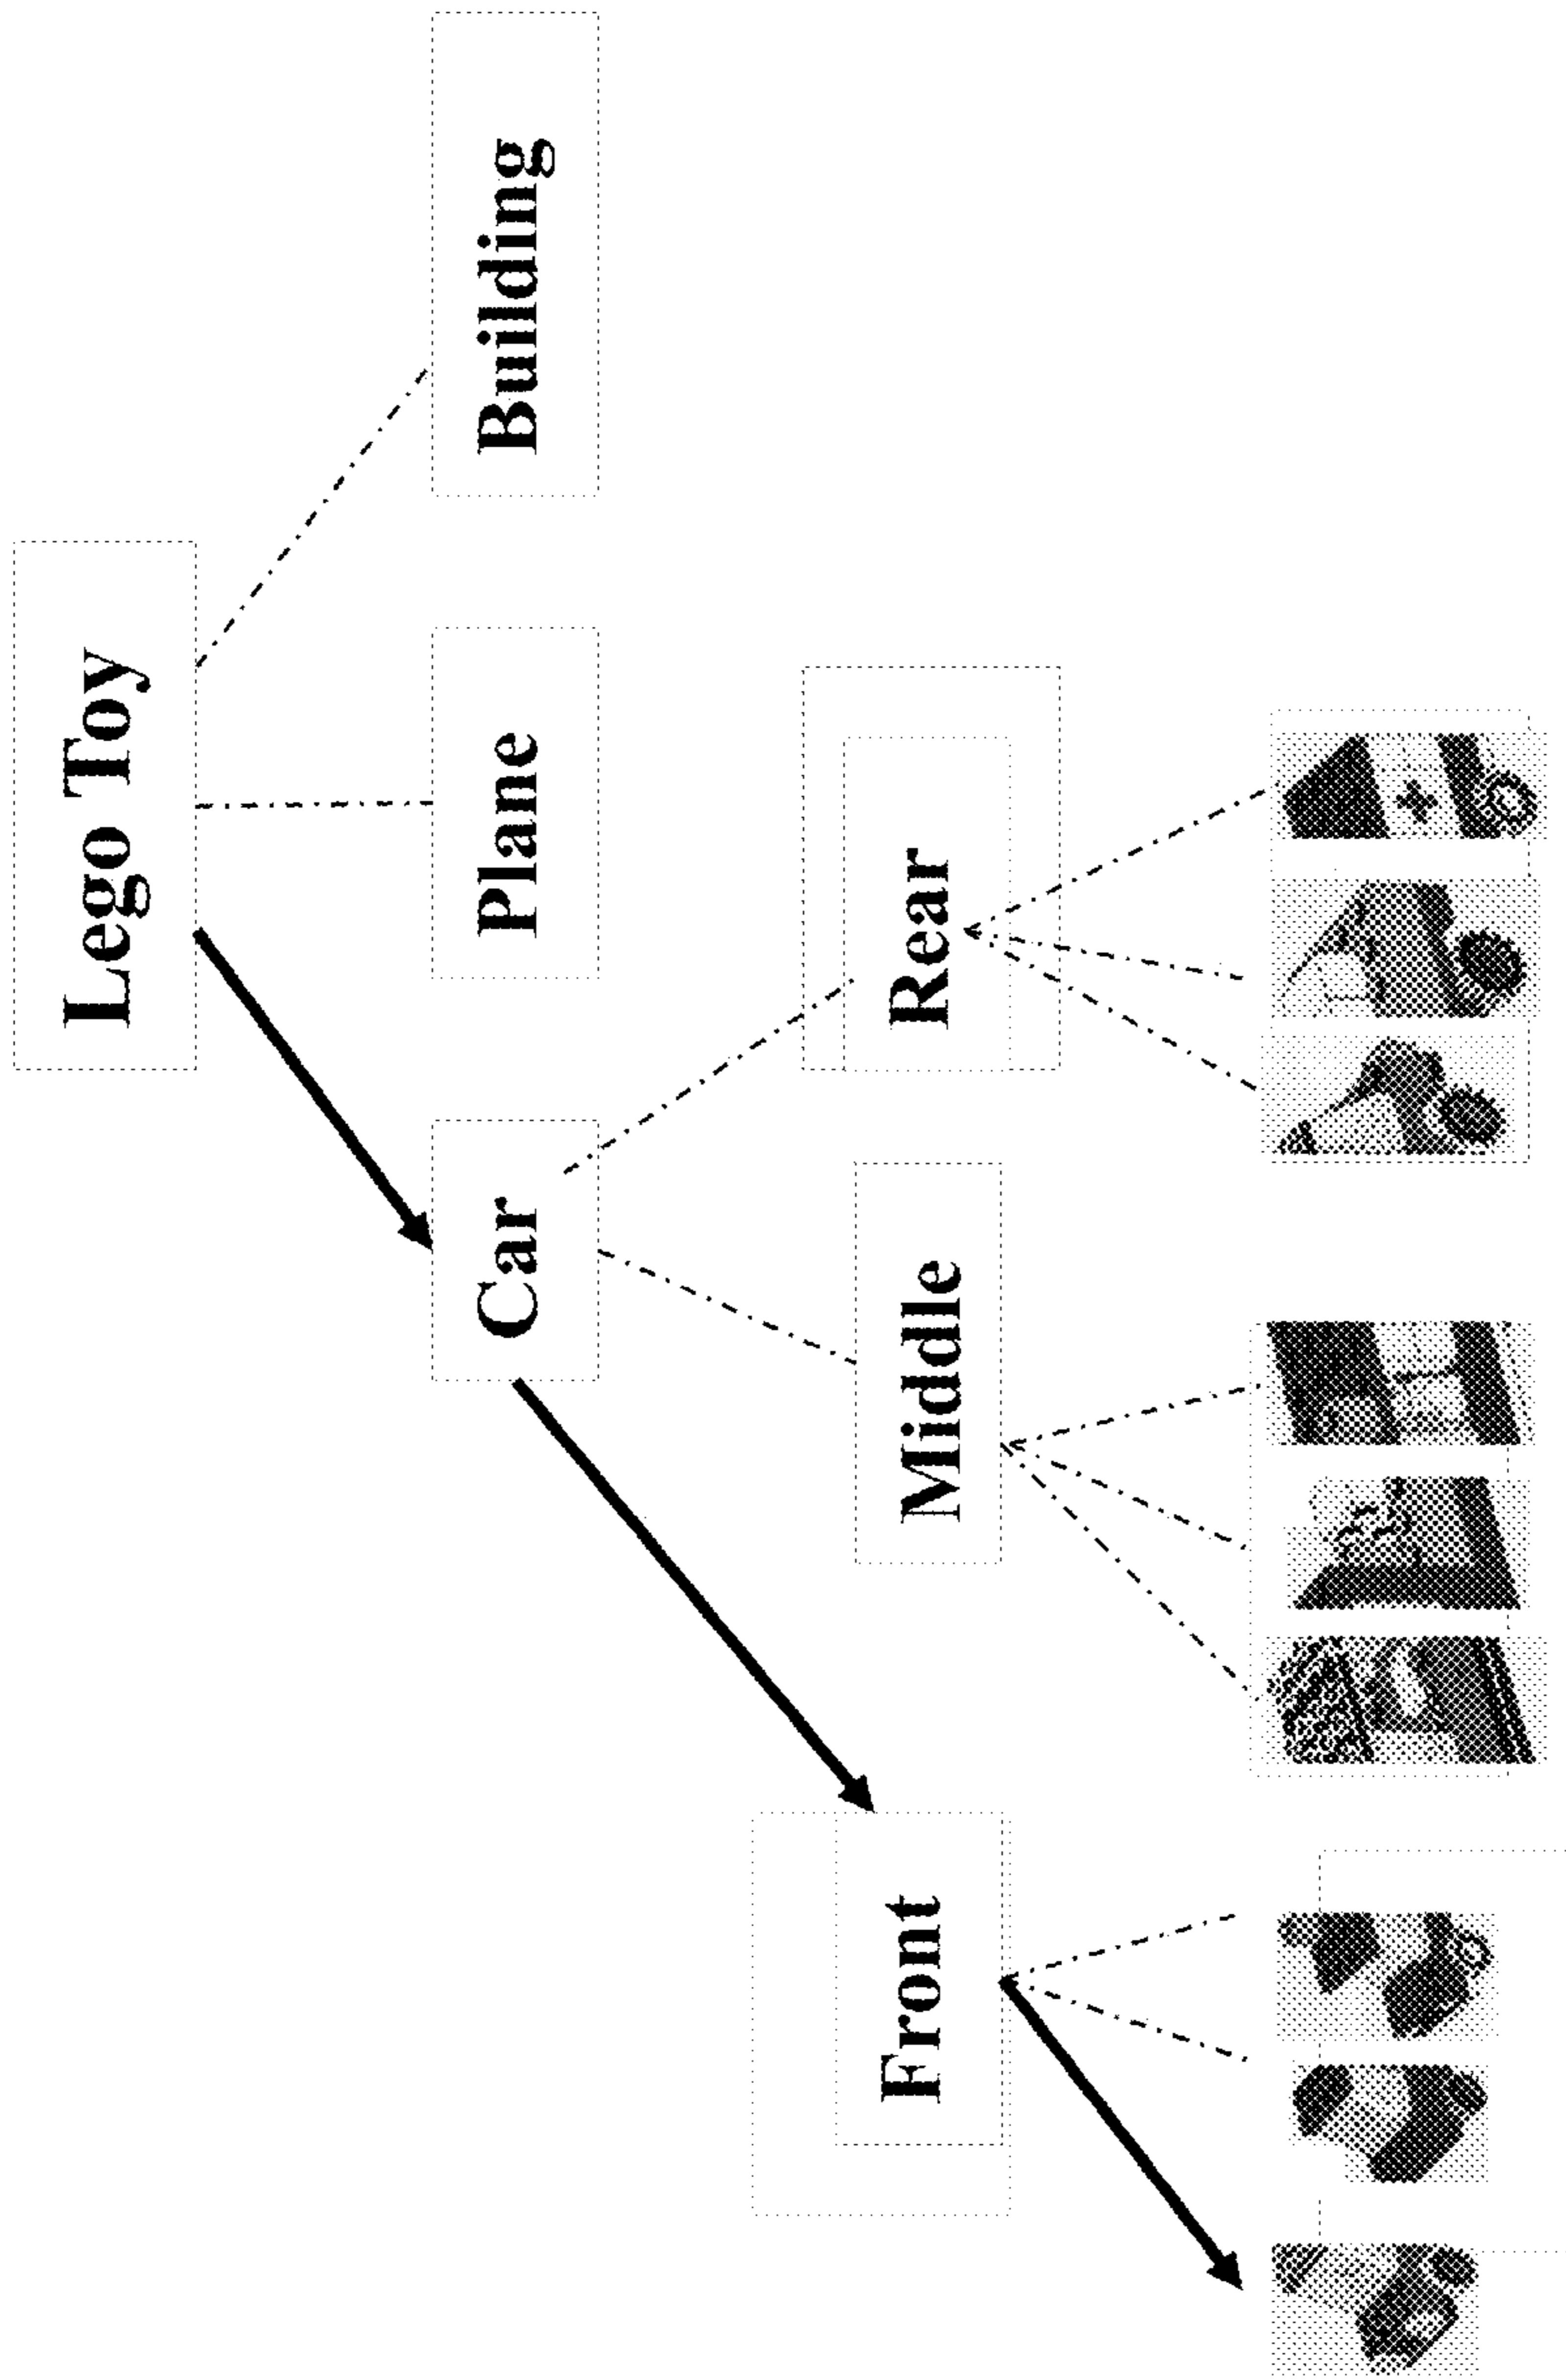 Lego Toy
Car
Plane
Building
Front
Middle
Rear